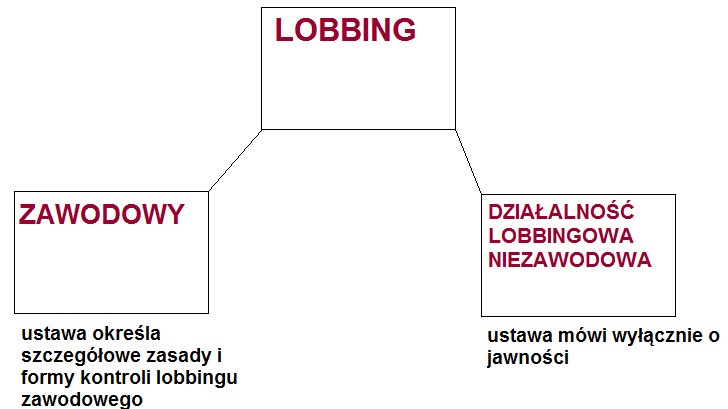 LOBBING
ZAWODOWY
DZIAŁALNOŚĆ
LOBBINGOWA
NIEZAWODOWA
ustawa określa
szczegółowe zasady i
formy kontroli lobbingu
zawodowego
ustawa mówi wyłącznie o
jawności